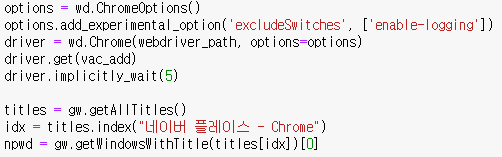 options = wd.ChromeOptions()
options.add_experimental_option('excludeSwitches', ['enable-logging'])
driver = wd.Chrome(webdriver_path, options=options)
driver.get(vac_add)
driver.implicitly_wait(5)
titles = gw.getAllTitles()
idx = titles.index("네이버 플레이스 - Chrome")
npwd = gw.getWindowsWithTitle(titles[idx])[0]